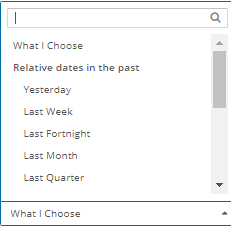 What I Choose
Relative dates in the past
Yesterday
Last Week
Last Fortnight
Last Month
Last Quarter
What I Choose